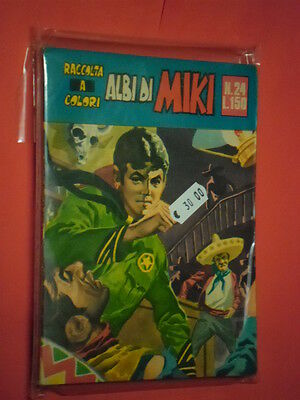 RACCOLTA
A
COLORI
ALBI DI MIKI
N. 24
L. 150
€ 30 00